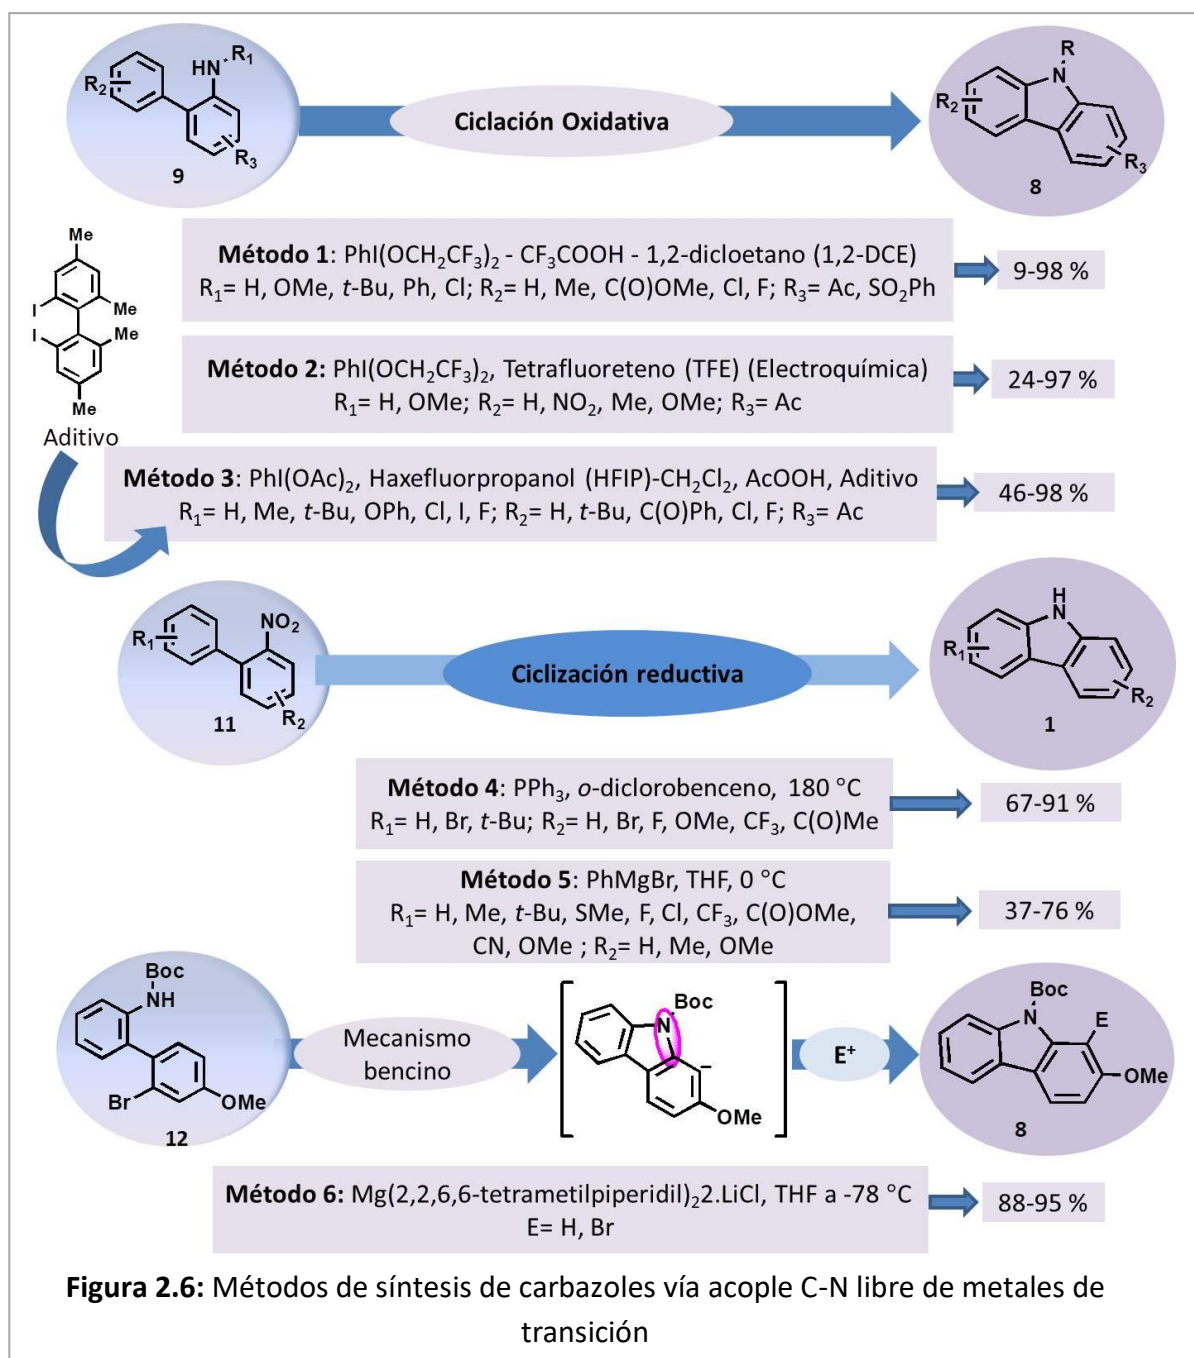 HN R₁
R₂
R₃
9
Ciclación Oxidativa
R
N
R₂
R₃
8
Me
I
Me
I
Me
Me
Aditivo
Método 1: PhI(OCH₂CF₃)₂ - CF₃COOH - 1,2-dicloetano (1,2-DCE)
R₁= H, OMe, t-Bu, Ph, Cl; R₂= H, Me, C(O)OMe, Cl, F; R₃= Ac, SO₂Ph
9-98 %
Método 2: PhI(OCH₂CF₃)₂, Tetrafluoreteno (TFE) (Electroquímica)
R₁= H, OMe; R₂= H, NO₂, Me, OMe; R₃= Ac
24-97 %
Método 3: PhI(OAc)₂, Haxefluorpropanol (HFIP)-CH₂Cl₂, AcOOH, Aditivo
R₁= H, Me, t-Bu, OPh, Cl, I, F; R₂= H, t-Bu, C(O)Ph, Cl, F; R₃= Ac
46-98 %
NO₂
R₁
R₂
11
Ciclización reductiva
H
N
R₁
R₂
1
Método 4: PPh₃, o-diclorobenceno, 180 °C
R₁= H, Br, t-Bu; R₂= H, Br, F, OMe, CF₃, C(O)Me
67-91 %
Método 5: PhMgBr, THF, 0 °C
R₁= H, Me, t-Bu, SMe, F, Cl, CF₃, C(O)OMe,
CN, OMe ; R₂= H, Me, OMe
37-76 %
Boc
NH
Br
OMe
12
Mecanismo
bencino
Boc
N
–
OMe
E⁺
Boc
N
E
OMe
8
Método 6: Mg(2,2,6,6-tetrametilpiperidil)₂2.LiCl, THF a -78 °C
E= H, Br
88-95 %
Figura 2.6: Métodos de síntesis de carbazoles vía acople C-N libre de metales de
transición